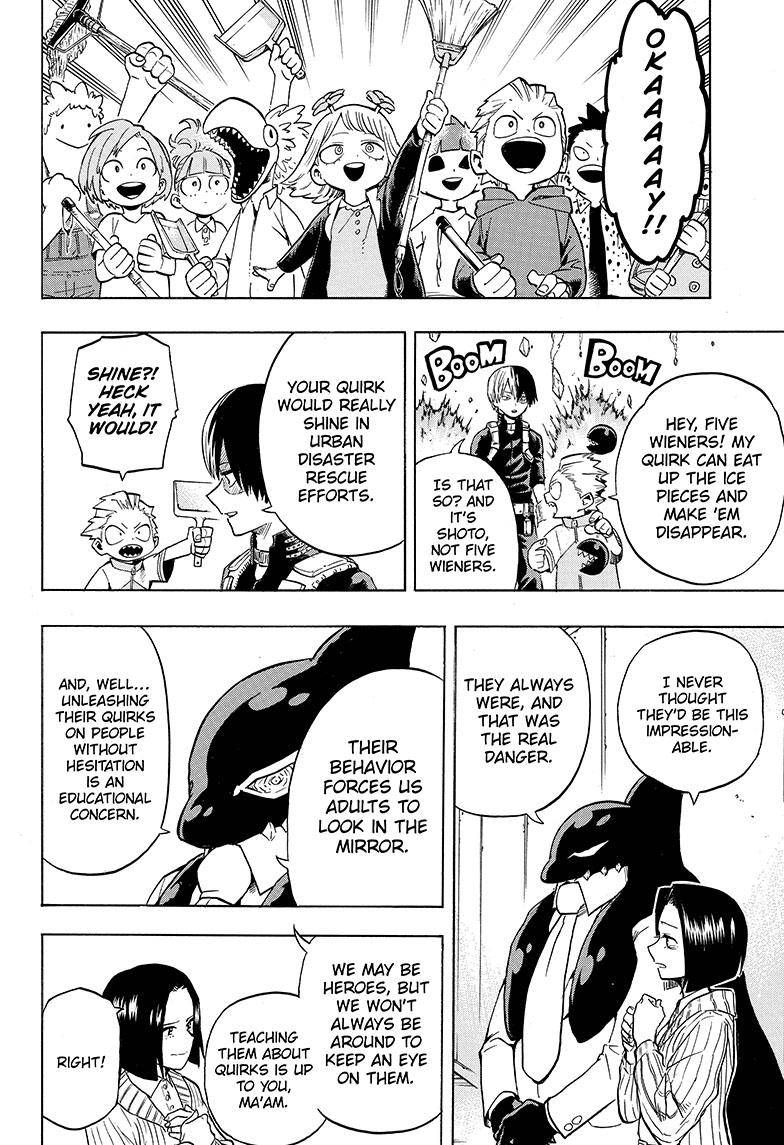 OKAAAAAY!!
BOOM
BOOM
HEY, FIVE
WIENERS! MY
QUIRK CAN EAT
UP THE ICE
PIECES AND
MAKE 'EM
DISAPPEAR.
IS THAT
SO? AND
IT'S
SHOTO,
NOT FIVE
WIENERS.
YOUR QUIRK
WOULD REALLY
SHINE IN
URBAN
DISASTER
RESCUE
EFFORTS.
SHINE?!
HECK
YEAH, IT
WOULD!
I NEVER
THOUGHT
THEY'D BE THIS
IMPRESSION-
ABLE.
THEY ALWAYS
WERE, AND
THAT WAS
THE REAL
DANGER.
THEIR
BEHAVIOR
FORCES US
ADULTS TO
LOOK IN THE
MIRROR.
AND, WELL...
UNLEASHING
THEIR QUIRKS
ON PEOPLE
WITHOUT
HESITATION
IS AN
EDUCATIONAL
CONCERN.
WE MAY BE
HEROES, BUT
WE WON'T
ALWAYS BE
AROUND TO
KEEP AN EYE
ON THEM.
TEACHING
THEM ABOUT
QUIRKS IS UP
TO YOU,
MA'AM.
RIGHT!